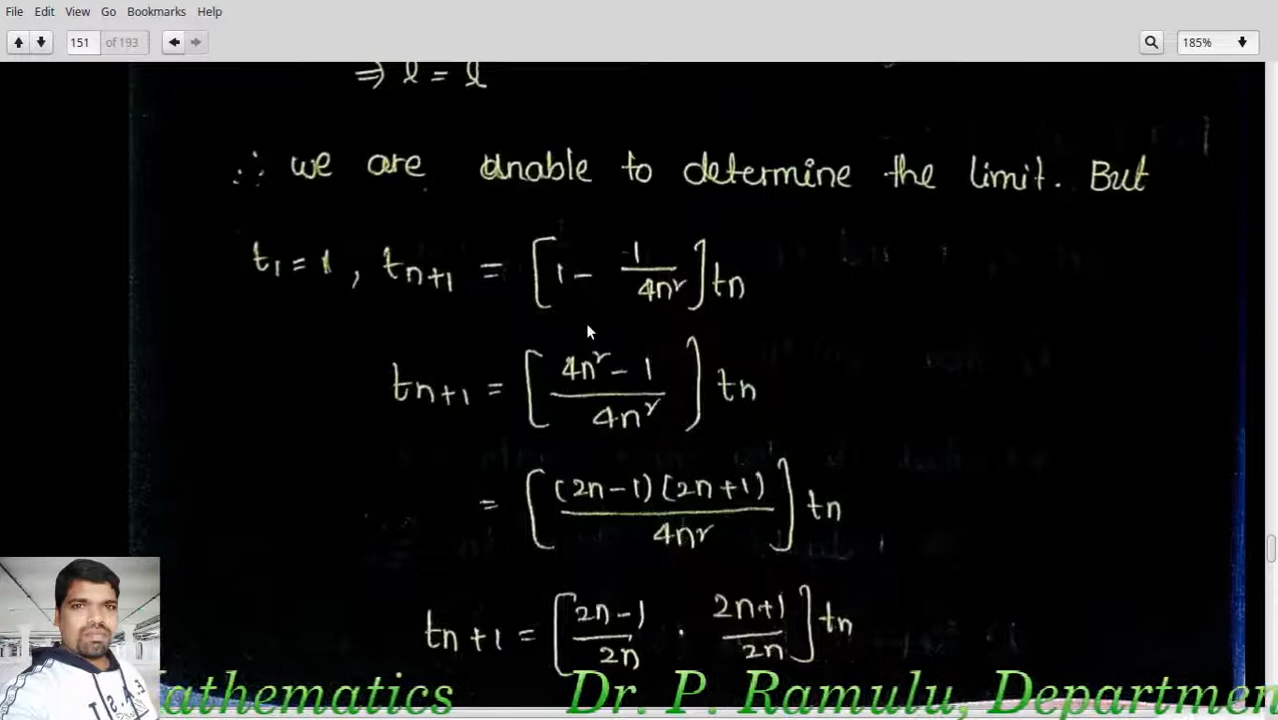 File Edit View Go Bookmarks Help
151 of 193 185%
⇒ l = l
∴ we are unable to determine the limit. But
t₁ = 1, tn+1 = [1 - 1/4n²] tn
tn+1 = [(4n² - 1)/4n²] tn
= [(2n-1)(2n+1)/4n²] tn
tn+1 = [(2n-1)/2n · (2n+1)/2n] tn
Mathematics Dr. P. Ramulu, Departmen